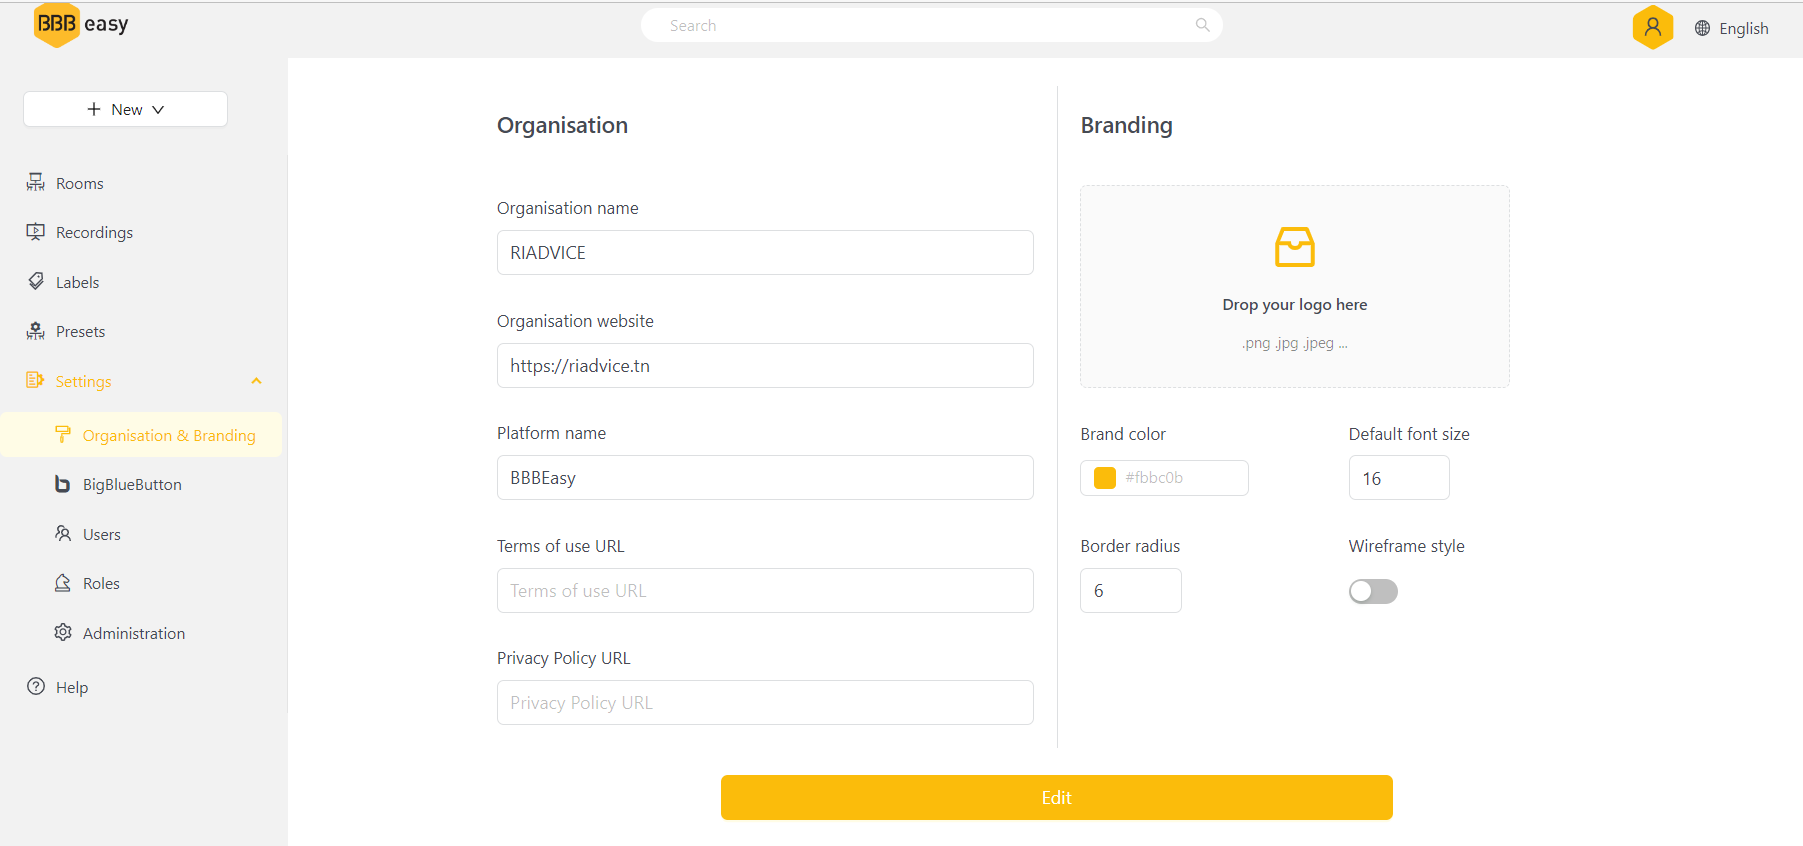 BBB easy
Search
English
New
Rooms
Recordings
Labels
Presets
Settings
Organisation & Branding
BigBlueButton
Users
Roles
Administration
Help
Organisation
Organisation name
RIADVICE
Organisation website
https://riadvice.tn
Platform name
BBBEasy
Terms of use URL
Terms of use URL
Privacy Policy URL
Privacy Policy URL
Branding
Drop your logo here
.png .jpg .jpeg ...
Brand color
#fbbc0b
Default font size
16
Border radius
6
Wireframe style
Edit